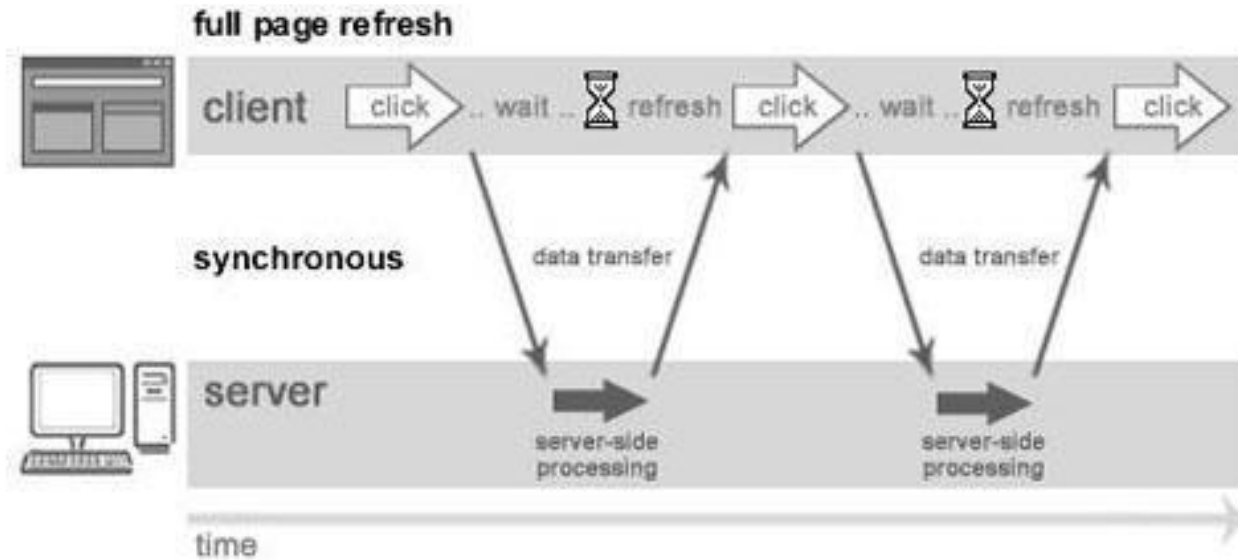 full page refresh
client click .. wait .. refresh click .. wait .. refresh click
synchronous data transfer data transfer
server
server-side server-side
processing processing
time